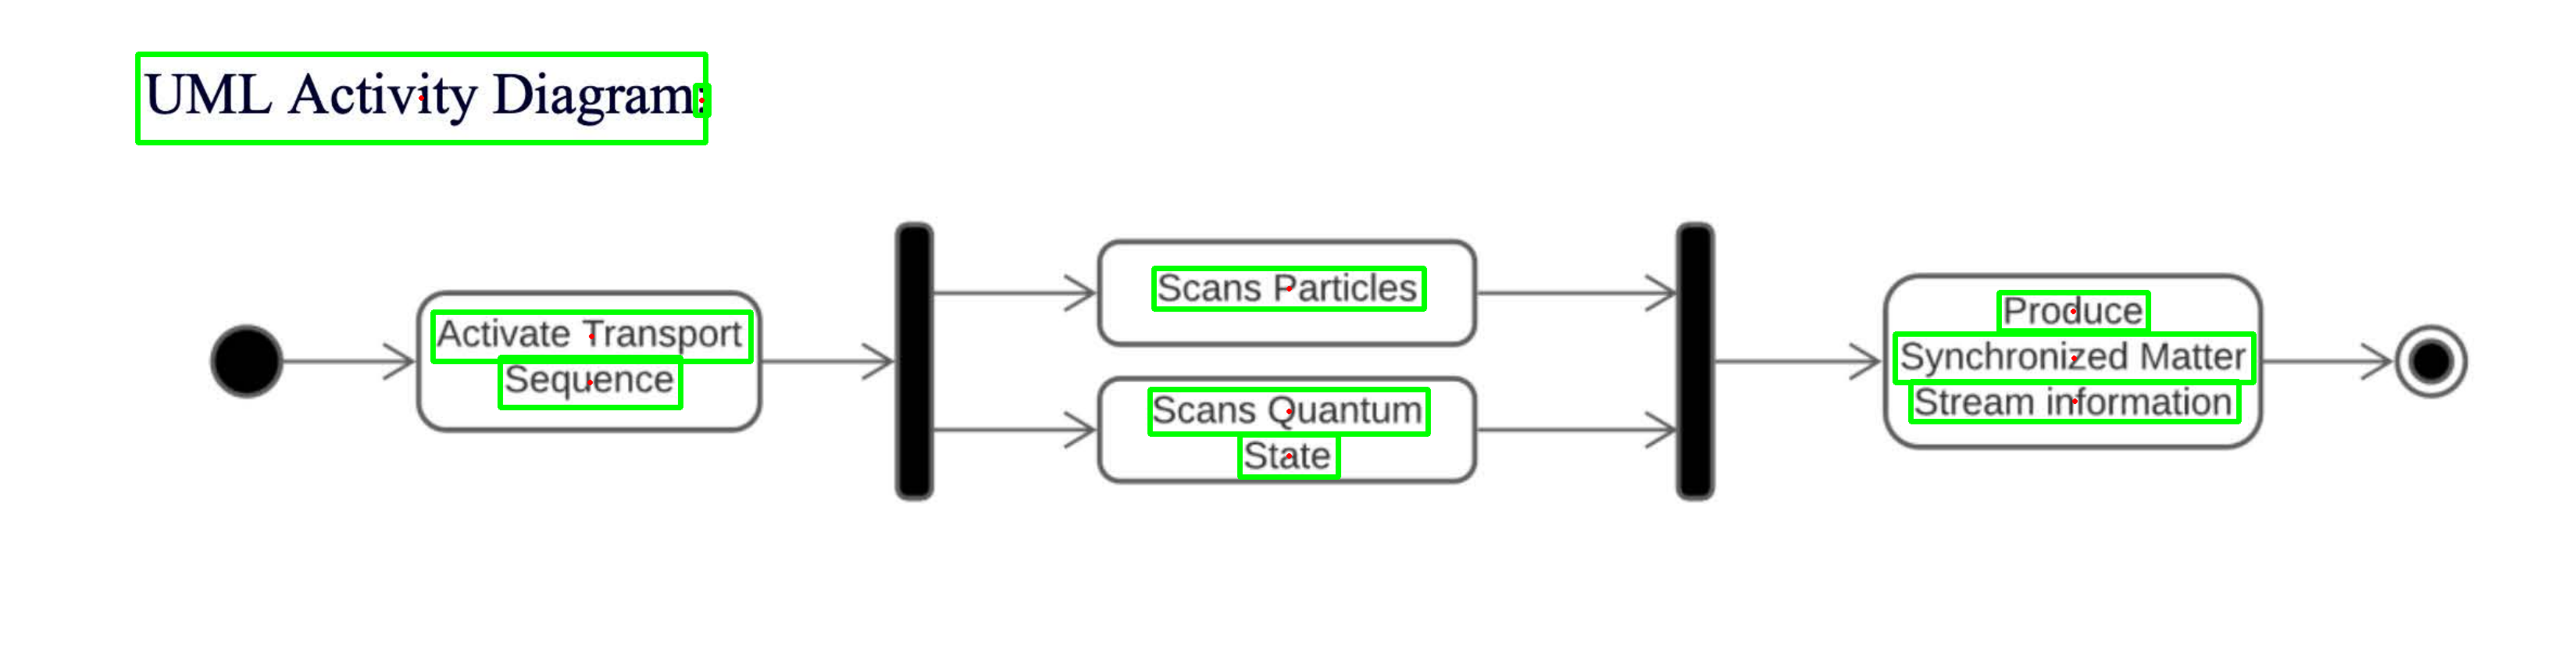 UML Activity Diagram:
Activate Transport
Sequence
Scans Particles
Scans Quantum
State
Produce
Synchronized Matter
Stream information